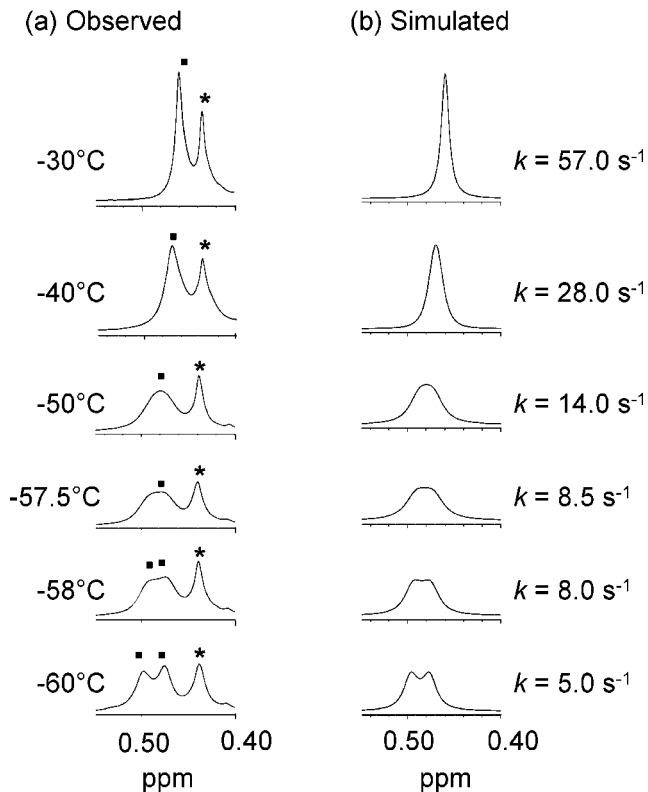 (a) Observed (b) Simulated
*
-30°C k = 57.0 s-1
*
-40°C k = 28.0 s-1
*
-50°C k = 14.0 s-1
*
-57.5°C k = 8.5 s-1
*
-58°C k = 8.0 s-1
*
-60°C k = 5.0 s-1
0.50 0.40 0.50 0.40
ppm ppm